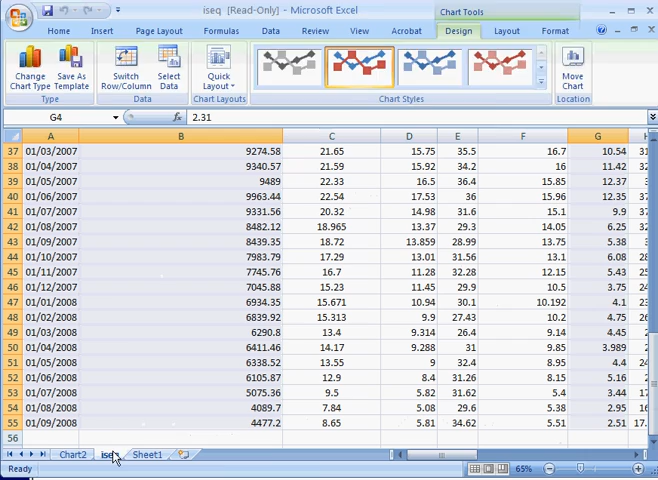 iseq [Read-Only] - Microsoft Excel
Chart Tools
Home Insert Page Layout Formulas Data Review Acrobat Design Layout Format
Change Chart Type Save As Template Switch Row/Column Select Data Quick Layout Move Chart
Type Data Chart Layouts Chart Styles Location
G4 fx 2.31
A B C D E F G H
37 01/03/2007 9274.58 21.65 15.75 35.5 16.7 10.54 31
38 01/04/2007 9340.57 21.59 15.92 34.2 16 11.42 32
39 01/05/2007 9489 22.33 16.5 36.4 15.85 12.37
40 01/06/2007 9963.44 22.54 17.53 36 15.96 12.35 37
41 01/07/2007 9331.56 20.32 14.98 31.6 15.1 9.9
42 01/08/2007 8482.12 18.965 13.37 29.3 14.05 6.25 32
43 01/09/2007 8439.35 18.72 13.859 28.99 13.75 5.38
44 01/10/2007 7983.79 17.29 13.01 31.56 13.1 6.08 28
45 01/11/2007 7745.76 16.7 11.28 32.28 12.15 5.43 25
46 01/12/2007 7045.88 15.23 11.45 29.9 10.5 3.75 24
47 01/01/2008 6934.35 15.671 10.94 30.1 10.192 4.1 23
48 01/02/2008 6839.92 15.313 9.9 27.43 10.2 4.75 26
49 01/03/2008 6290.8 13.4 9.314 26.4 9.14 4.45
50 01/04/2008 6411.46 14.17 9.288 31 9.85 3.989
51 01/05/2008 6338.52 13.55 9 32.4 8.95 4.4 24
52 01/06/2008 6105.87 12.9 8.4 31.26 8.15 5.16
53 01/07/2008 5075.36 9.5 5.82 31.62 5.4 3.44 17
54 01/08/2008 4089.7 7.84 5.08 29.6 5.38 2.95 16
55 01/09/2008 4477.2 8.65 5.81 34.62 5.51 2.51 17.
56
Chart2 iseq Sheet1
Ready 65%